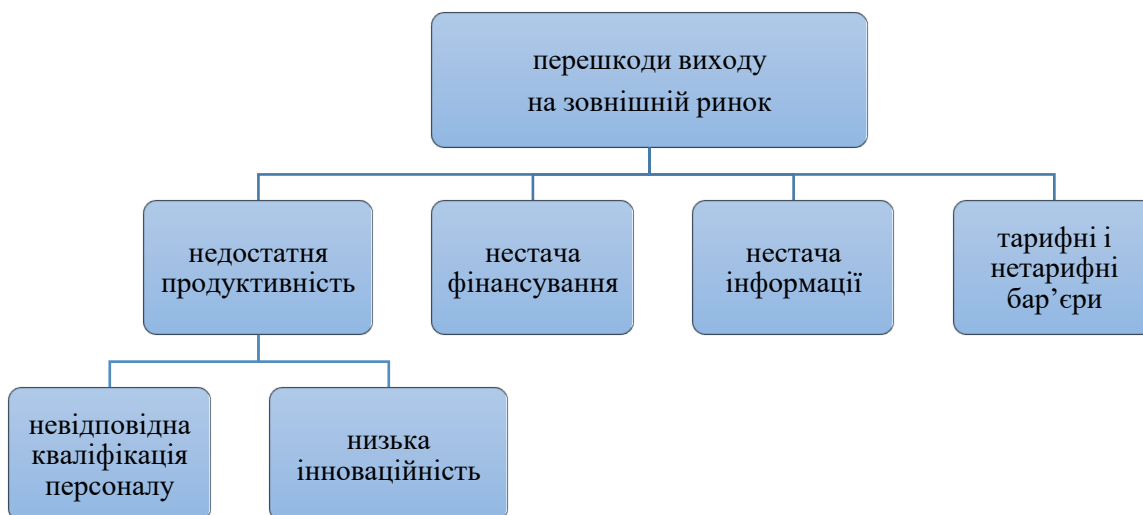 перешкоди виходу
на зовнішній ринок
недостатня
продуктивність
нестача
фінансування
нестача
інформації
тарифні і
нетарифні
бар’єри
невідповідна
кваліфікація
персоналу
низька
інноваційність